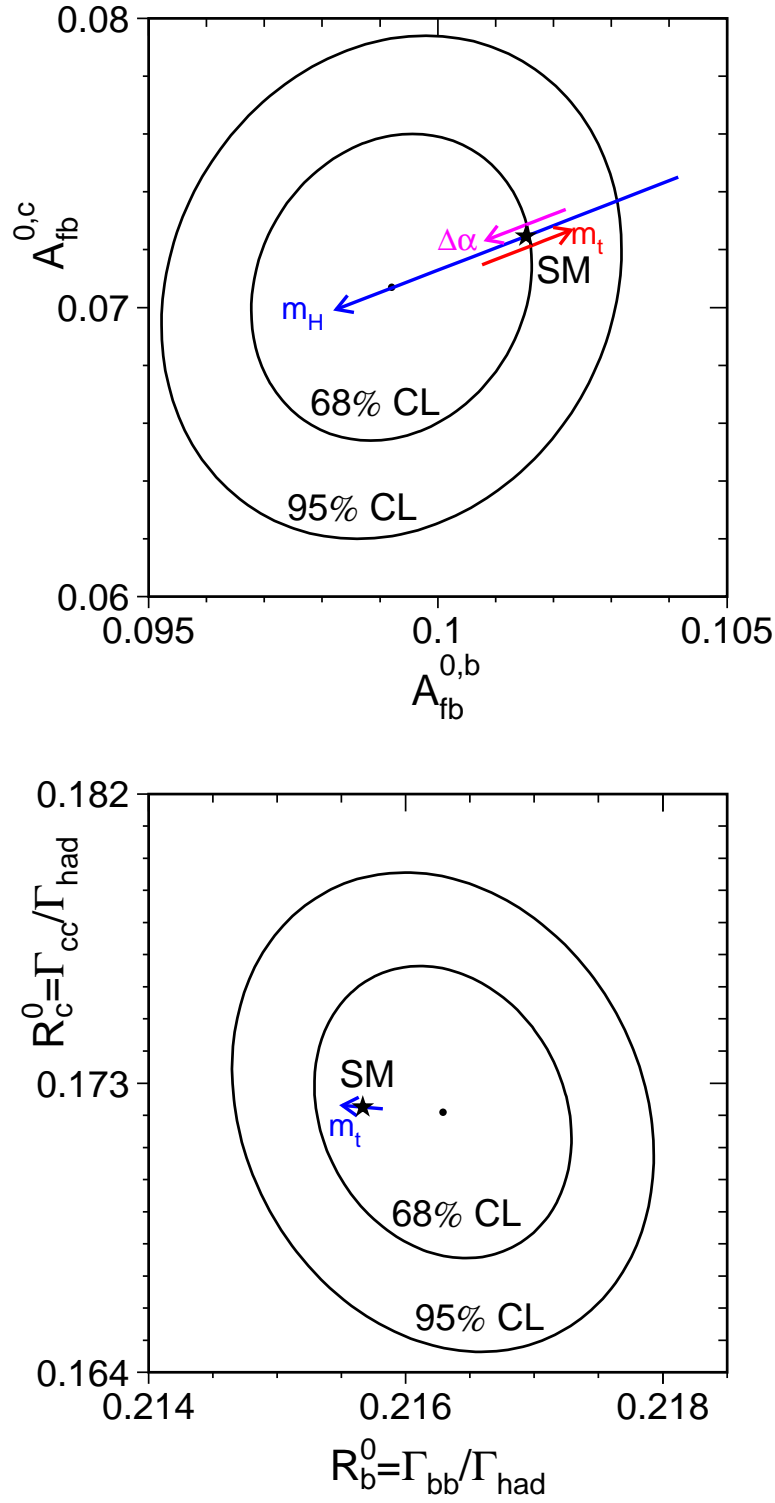 0.08
A_fb^0,c
Δα
m_t
SM
0.07
m_H
68% CL
95% CL
0.06
0.095
0.1
0.105
A_fb^0,b
0.182
R_c^0=Γ_cc/Γ_had
SM
0.173
m_t
68% CL
95% CL
0.164
0.214
0.216
0.218
R_b^0=Γ_bb/Γ_had